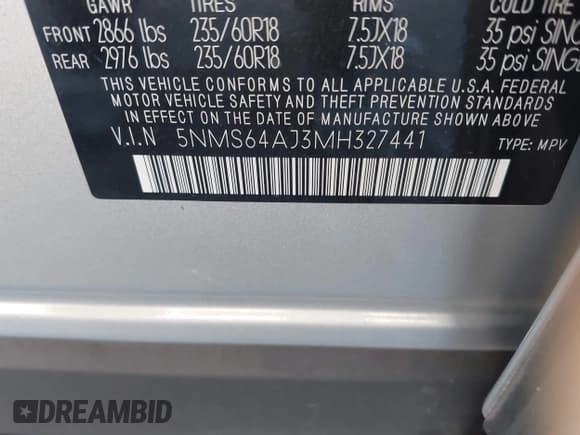 GAWR TIRES RIMS COLD TIRE
FRONT 2866 lbs 235/60R18 7.5JX18 35 psi SING
REAR 2976 lbs 235/60R18 7.5JX18 35 psi SINGL
THIS VEHICLE CONFORMS TO ALL APPLICABLE U.S.A. FEDERAL
MOTOR VEHICLE SAFETY AND THEFT PREVENTION STANDARDS
IN EFFECT ON THE DATE OF MANUFACTURE SHOWN ABOVE.
V.I.N 5NMS64AJ3MH327441 TYPE: MPV
DREAMBID